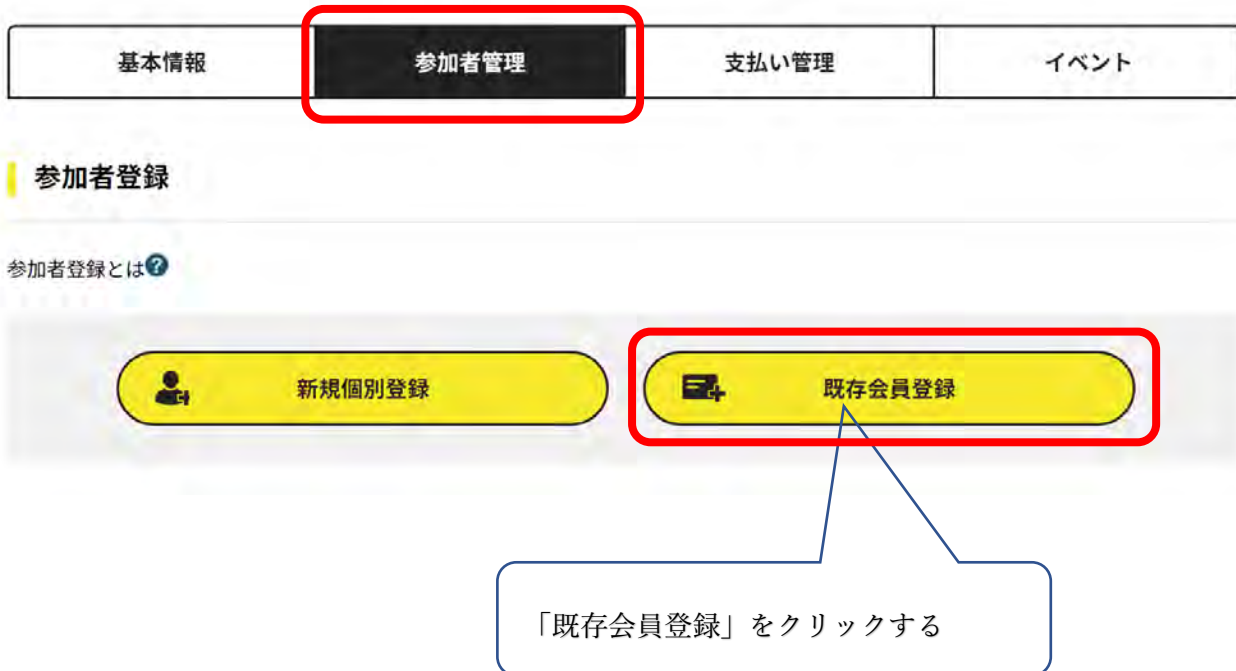 基本情報 参加者管理 支払い管理 イベント
参加者登録
参加者登録とは?
新規個別登録 既存会員登録
「既存会員登録」をクリックする